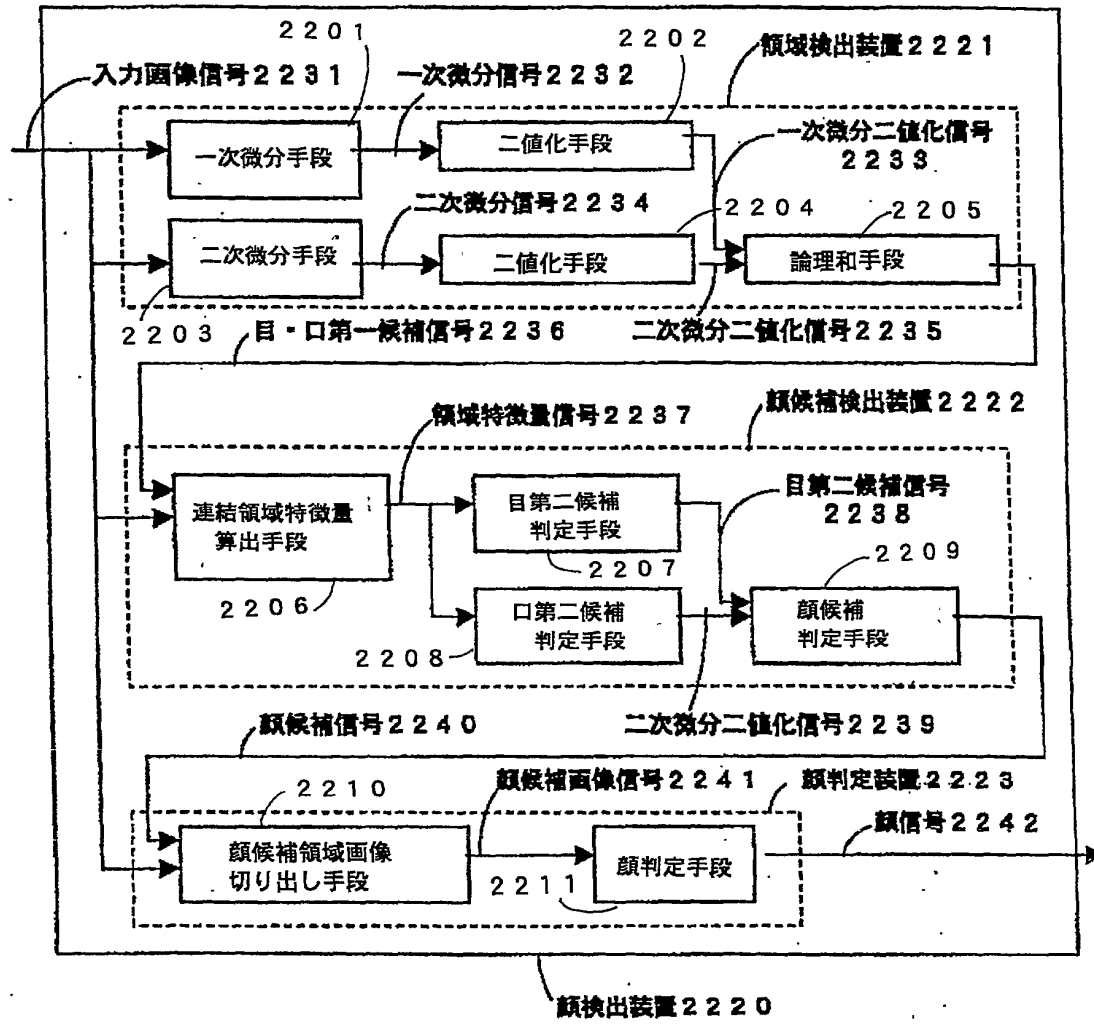 ２２０１
２２０２
領域検出装置２２２１
入力画像信号２２３１
一次微分信号２２３２
一次微分手段
二値化手段
一次微分二値化信号
２２３３
二次微分信号２２３４
２２０４
２２０５
二次微分手段
二値化手段
論理和手段
２２０３
目・口第一候補信号２２３６
二次微分二値化信号２２３５
顔候補検出装置２２２２
領域特徴量信号２２３７
連結領域特徴量
算出手段
目第二候補
判定手段
目第二候補信号
２２３８
２２０６
２２０７
２２０９
２２０８
口第二候補
判定手段
顔候補
判定手段
顔候補信号２２４０
二次微分二値化信号２２３９
２２１０
顔候補画像信号２２４１
顔判定装置２２２３
顔信号２２４２
顔候補領域画像
切り出し手段
２２１１
顔判定手段
顔検出装置２２２０